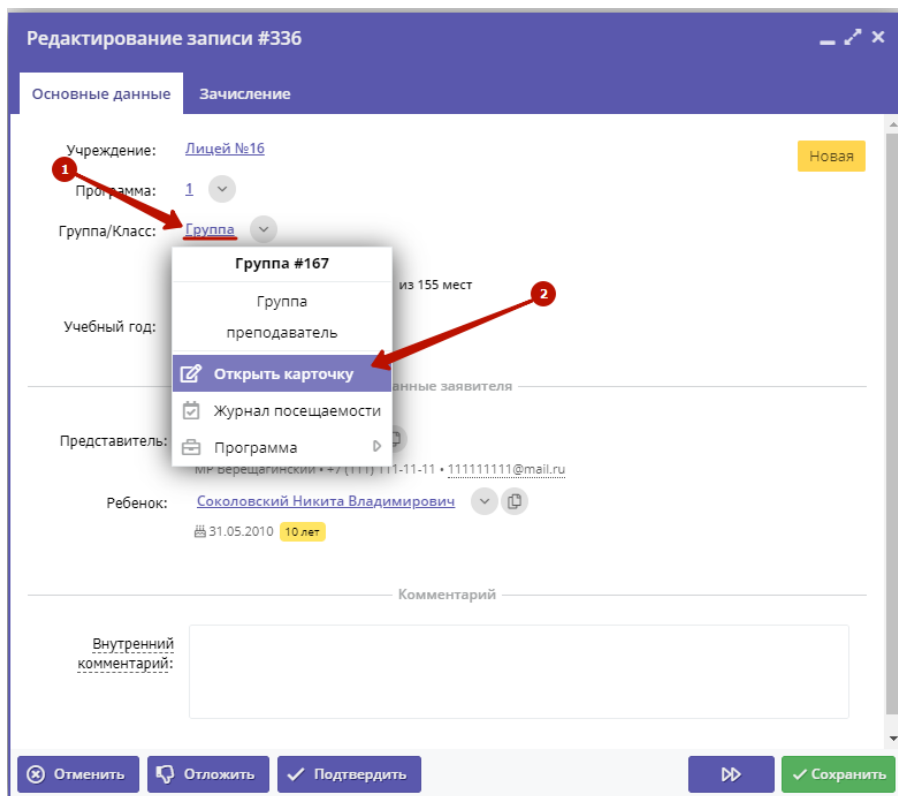 Редактирование записи #336
Основные данные Зачисление
Учреждение: Лицей №16 Новая
1
Программа: 1
Группа/Класс: Группа
Группа #167
из 155 мест
2
Группа
преподаватель
Учебный год:
Открыть карточку
анные заявителя
Журнал посещаемости
Представитель:
Программа
МР Верещагинский • +7 (111) 111-11-11 • 111111111@mail.ru
Ребенок: Соколовский Никита Владимирович
31.05.2010 10 лет
Комментарий
Внутренний
комментарий:
Отменить Отложить Подтвердить Сохранить